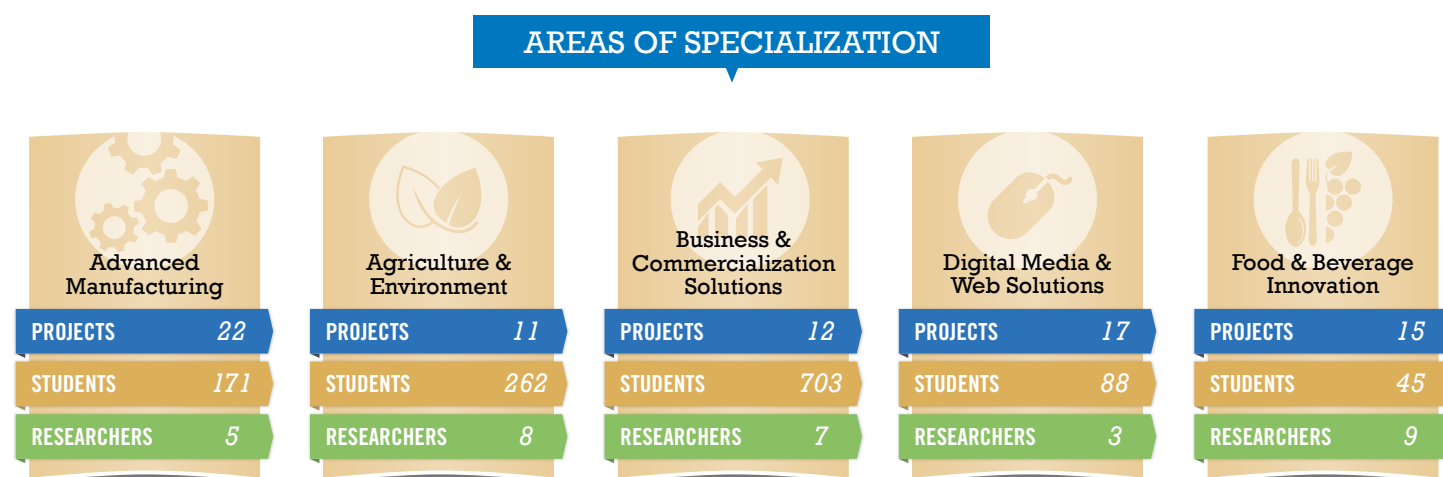 AREAS OF SPECIALIZATION
Advanced
Manufacturing
PROJECTS 22
STUDENTS 171
RESEARCHERS 5
Agriculture &
Environment
PROJECTS 11
STUDENTS 262
RESEARCHERS 8
Business &
Commercialization
Solutions
PROJECTS 12
STUDENTS 703
RESEARCHERS 7
Digital Media &
Web Solutions
PROJECTS 17
STUDENTS 88
RESEARCHERS 3
Food & Beverage
Innovation
PROJECTS 15
STUDENTS 45
RESEARCHERS 9